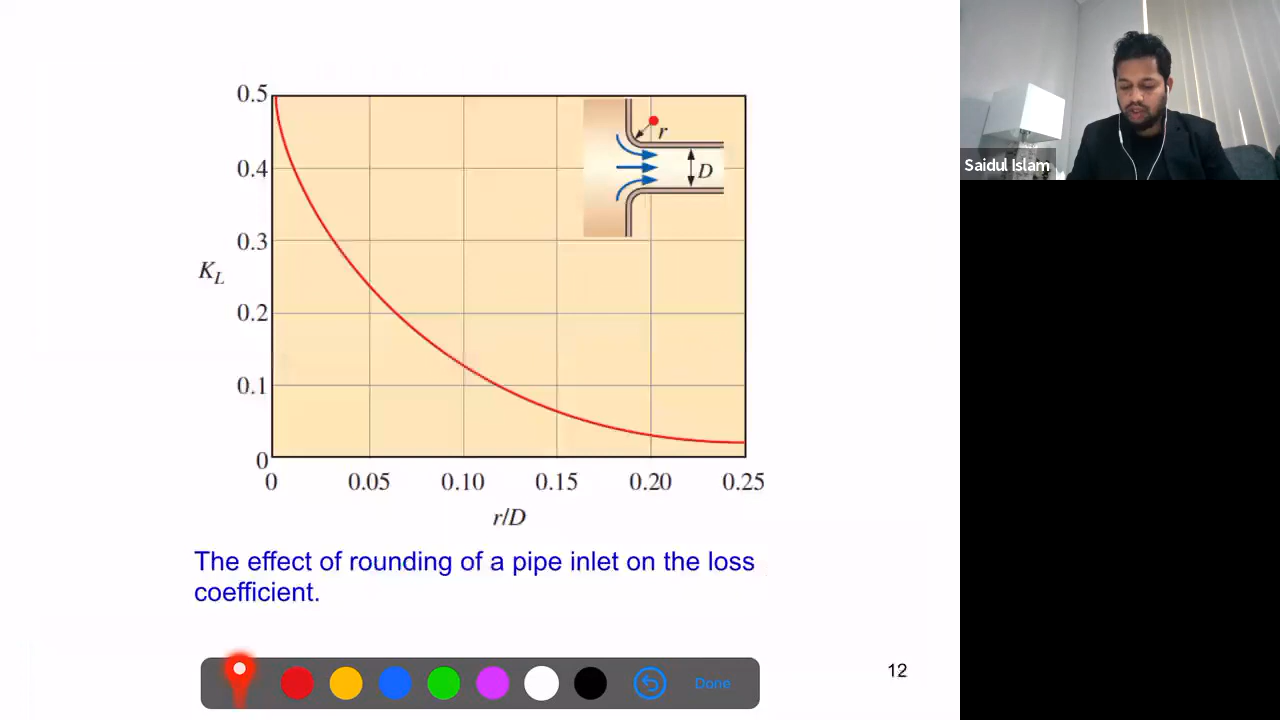 0.5
0.4
0.3
0.2
0.1
0
K_L
r
D
0 0.05 0.10 0.15 0.20 0.25
r/D
The effect of rounding of a pipe inlet on the loss
coefficient.
Done
12
Saidul Islam